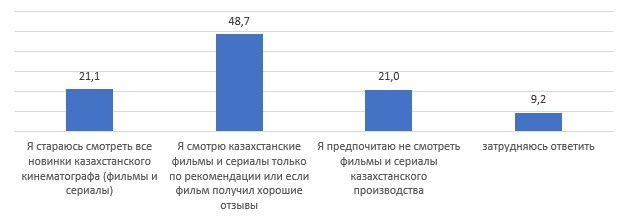 21,1
48,7
21,0
9,2
Я стараюсь смотреть все
новинки казахстанского
кинематографа (фильмы и
сериалы)
Я смотрю казахстанские
фильмы и сериалы только
по рекомендации или если
фильм получил хорошие
отзывы
Я предпочитаю не смотреть
фильмы и сериалы
казахстанского
производства
затрудняюсь ответить